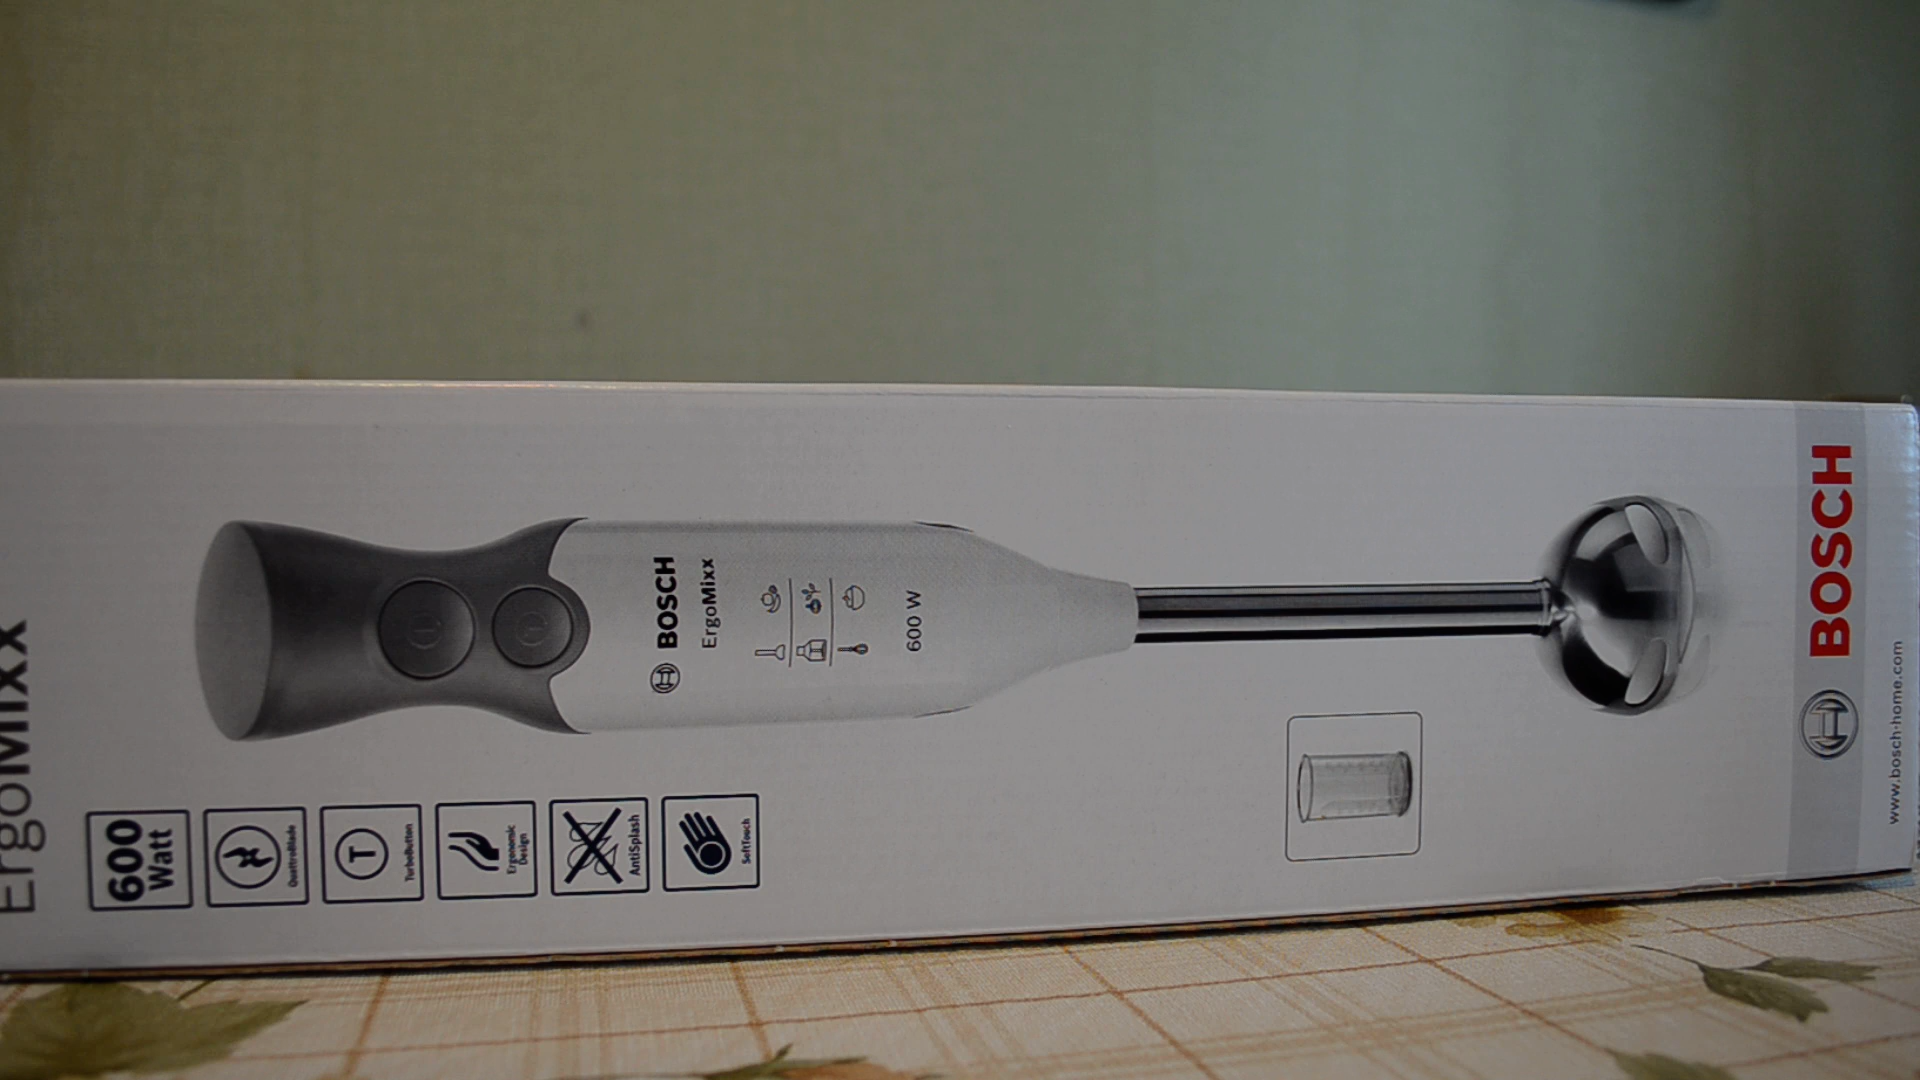 BOSCH
www.bosch-home.com
BOSCH
ErgoMixx
600 W
ErgoMixx
600
Watt
QuattroBlade
T
TurboButton
Ergonomic
Design
AntiSplash
SoftTouch